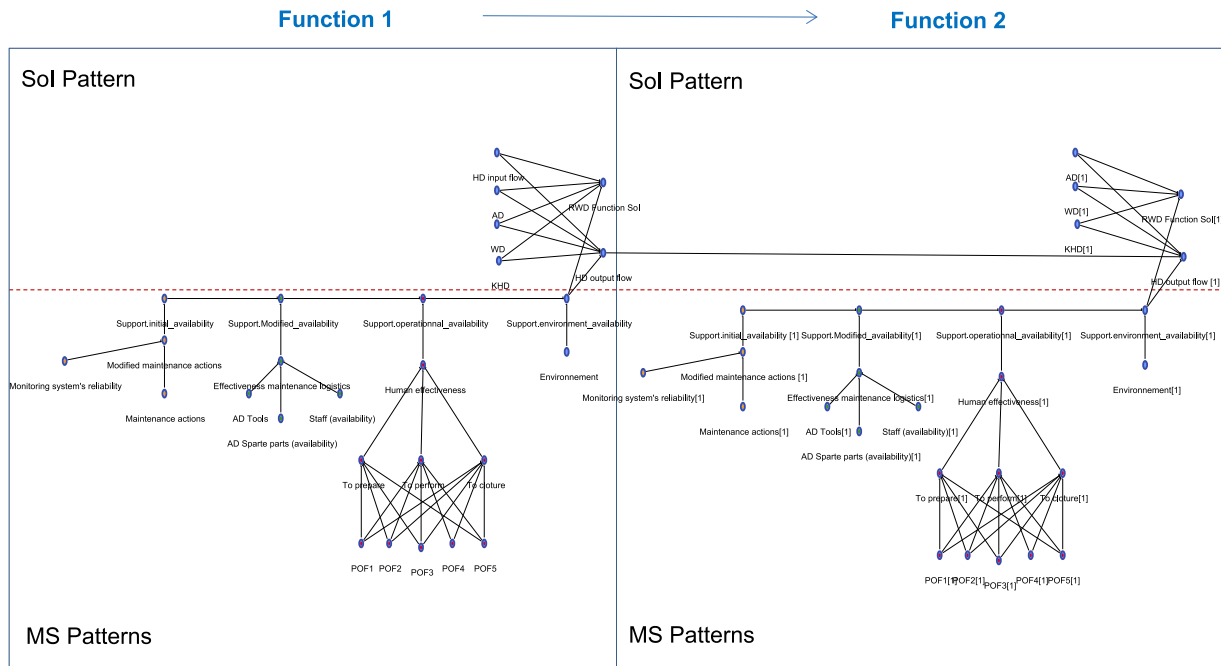 Function 1
Function 2
SoI Pattern
SoI Pattern
HD input flow
RWD Function SoI
AD
WD
HD output flow
KHD
AD[1]
WD[1]
RWD Function SoI[1
KHD[1]
HD output flow [1]
Support.initial_availability
Support.Modified_availability
Support.operationnal_availability
Support.environment_availability
Modified maintenance actions
Monitoring system's reliability
Effectiveness maintenance logistics
Human effectiveness
Environnement
Maintenance actions
AD Tools
Staff (availability)
AD Sparte parts (availability)
To prepare
To perform
To cloture
POF1
POF2
POF3
POF4
POF5
Support.initial_availability [1]
Support.Modified_availability[1]
Support.operationnal_availability[1]
Support.environment_availability[1]
Modified maintenance actions [1]
Monitoring system's reliability[1]
Effectiveness maintenance logistics[1]
Human effectiveness[1]
Environnement[1]
Maintenance actions[1]
AD Tools[1]
Staff (availability)[1]
AD Sparte parts (availability)[1]
To prepare[1]
To perform[1]
To cloture[1]
POF1[1]
POF2[1]
POF3[1]
POF4[1]
POF5[1]
MS Patterns
MS Patterns